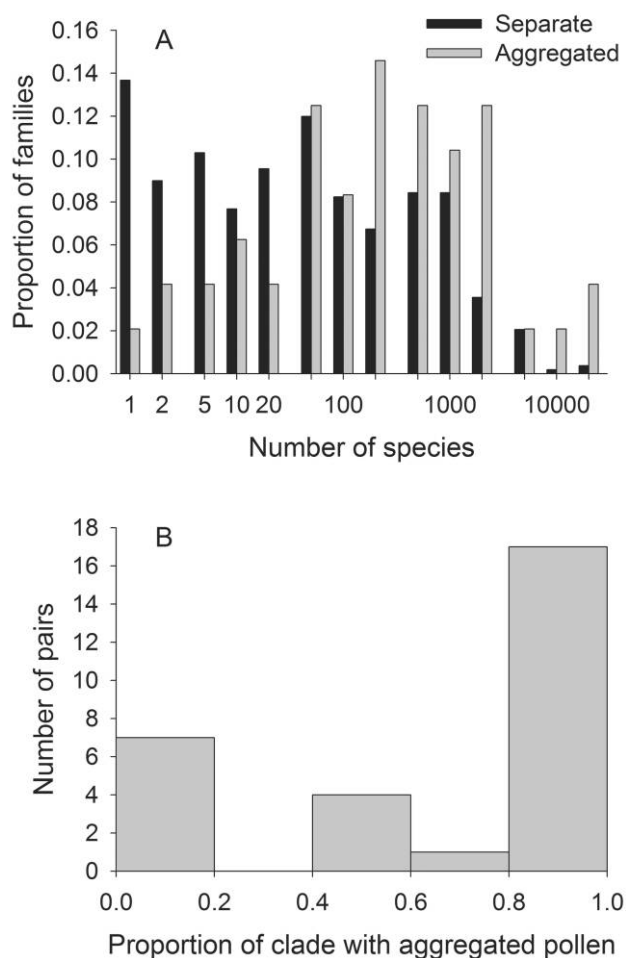 A
Separate
Aggregated
0.16
0.14
0.12
0.10
0.08
0.06
0.04
0.02
0.00
Proportion of families
1 2 5 10 20 100 1000 10000
Number of species
B
18
16
14
12
10
8
6
4
2
0
Number of pairs
0.0 0.2 0.4 0.6 0.8 1.0
Proportion of clade with aggregated pollen